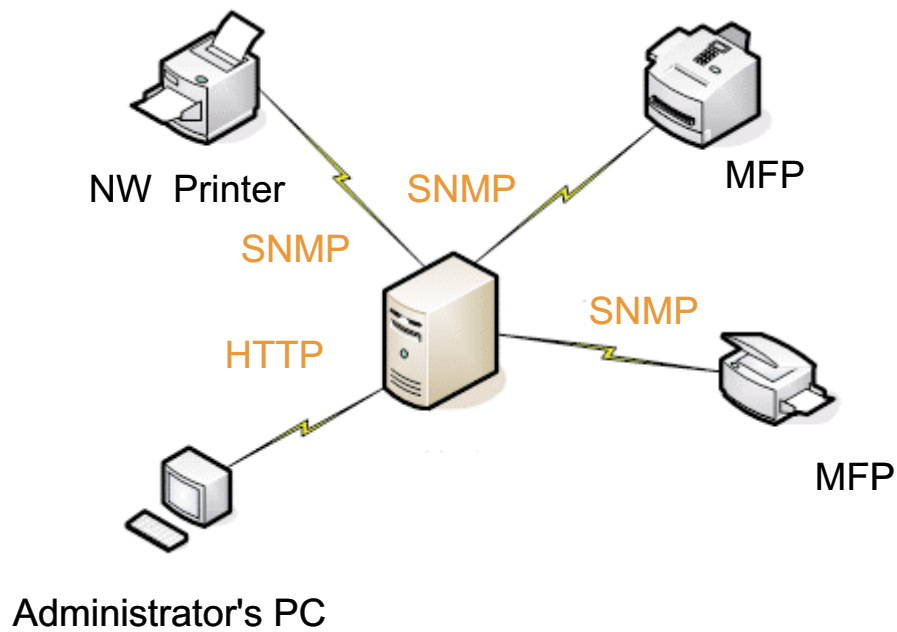 NW Printer
SNMP
MFP
SNMP
SNMP
HTTP
MFP
Administrator's PC